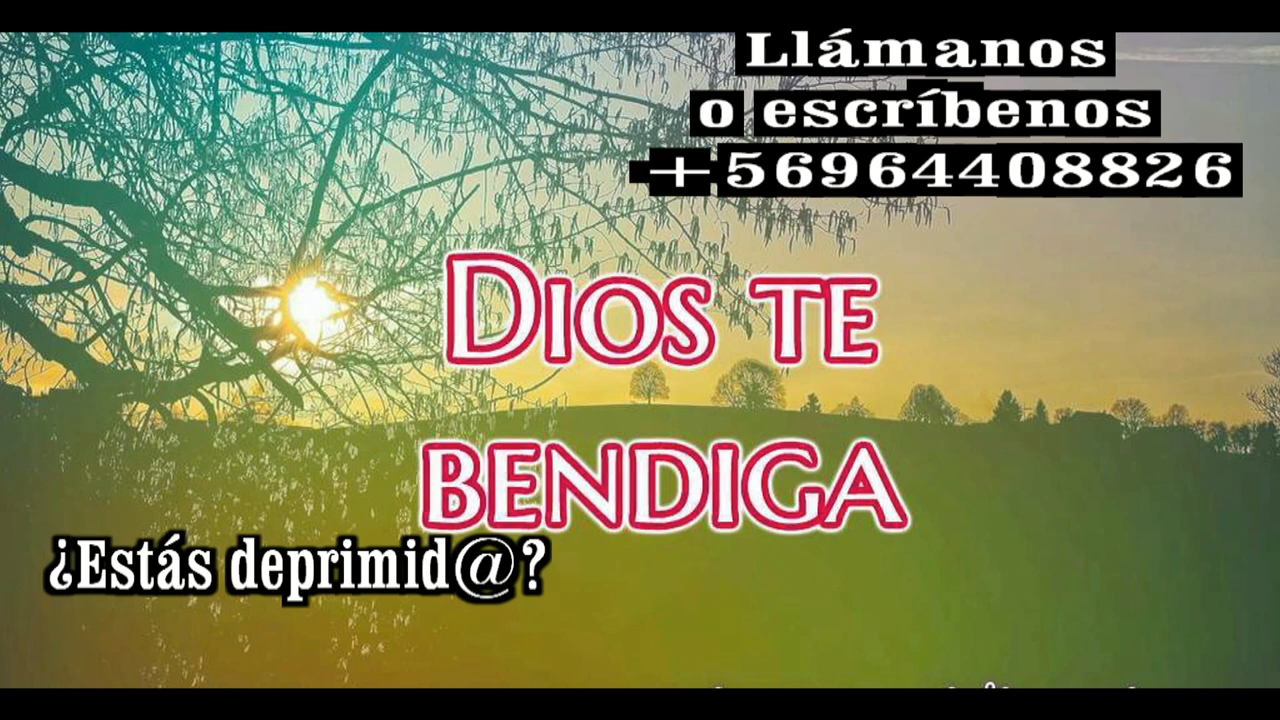 Llámanos
o escríbenos
+56964408826
Dios te
bendiga
¿Estás deprimid@?